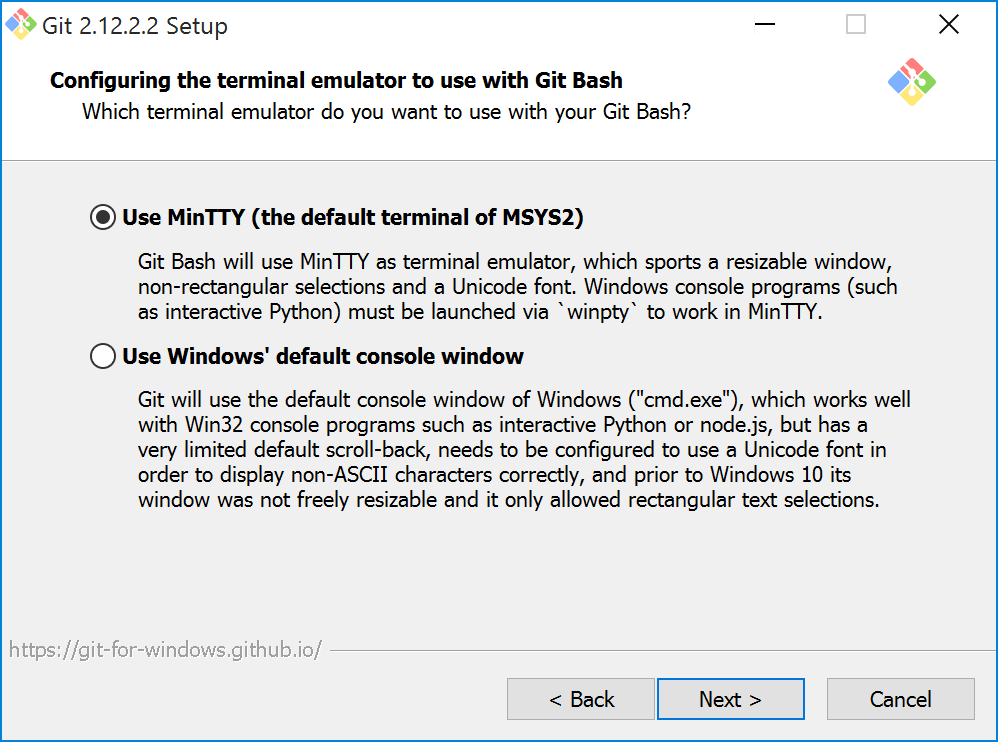 Git 2.12.2.2 Setup
Configuring the terminal emulator to use with Git Bash
Which terminal emulator do you want to use with your Git Bash?
Use MinTTY (the default terminal of MSYS2)
Git Bash will use MinTTY as terminal emulator, which sports a resizable window,
non-rectangular selections and a Unicode font. Windows console programs (such
as interactive Python) must be launched via `winpty` to work in MinTTY.
Use Windows' default console window
Git will use the default console window of Windows ("cmd.exe"), which works well
with Win32 console programs such as interactive Python or node.js, but has a
very limited default scroll-back, needs to be configured to use a Unicode font in
order to display non-ASCII characters correctly, and prior to Windows 10 its
window was not freely resizable and it only allowed rectangular text selections.
https://git-for-windows.github.io/
< Back
Next >
Cancel